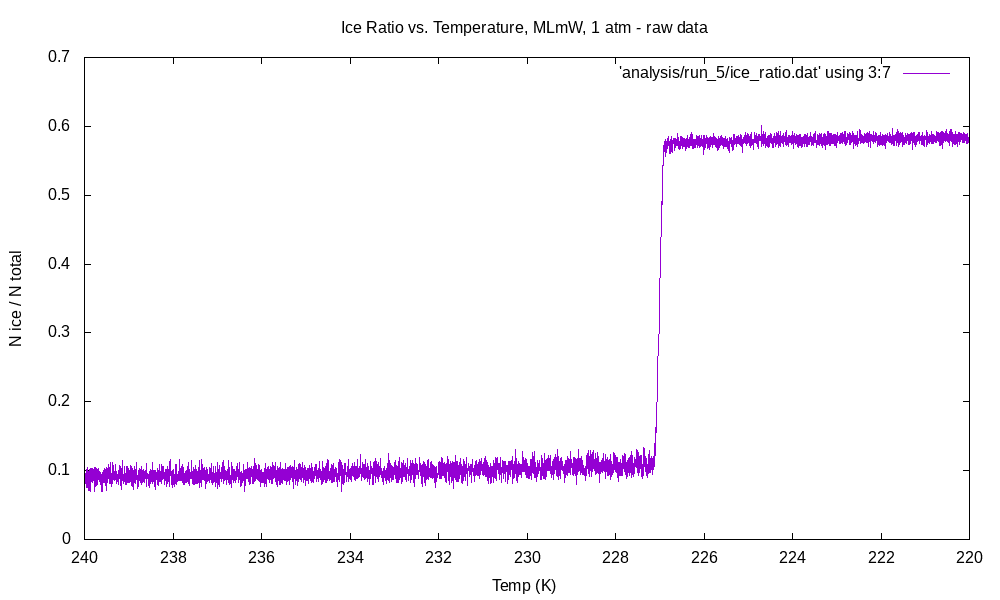 Ice Ratio vs. Temperature, MLmW, 1 atm - raw data
'analysis/run_5/ice_ratio.dat' using 3:7
0.7
0.6
0.5
0.4
0.3
0.2
0.1
0
N ice / N total
240 238 236 234 232 230 228 226 224 222 220
Temp (K)